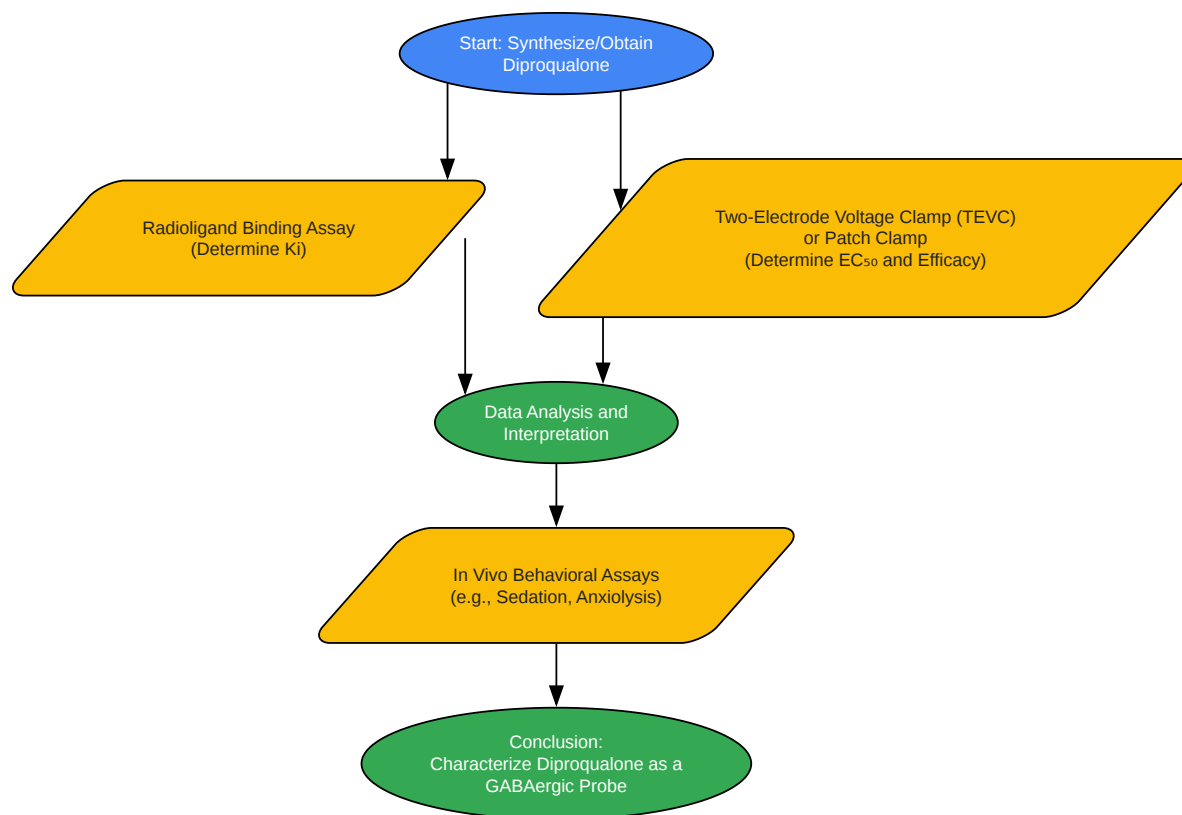 Start: Synthesize/Obtain
Diproqualone
Radioligand Binding Assay
(Determine Ki)
Two-Electrode Voltage Clamp (TEVC)
or Patch Clamp
(Determine EC₅₀ and Efficacy)
Data Analysis and
Interpretation
In Vivo Behavioral Assays
(e.g., Sedation, Anxiolysis)
Conclusion:
Characterize Diproqualone as a
GABAergic Probe